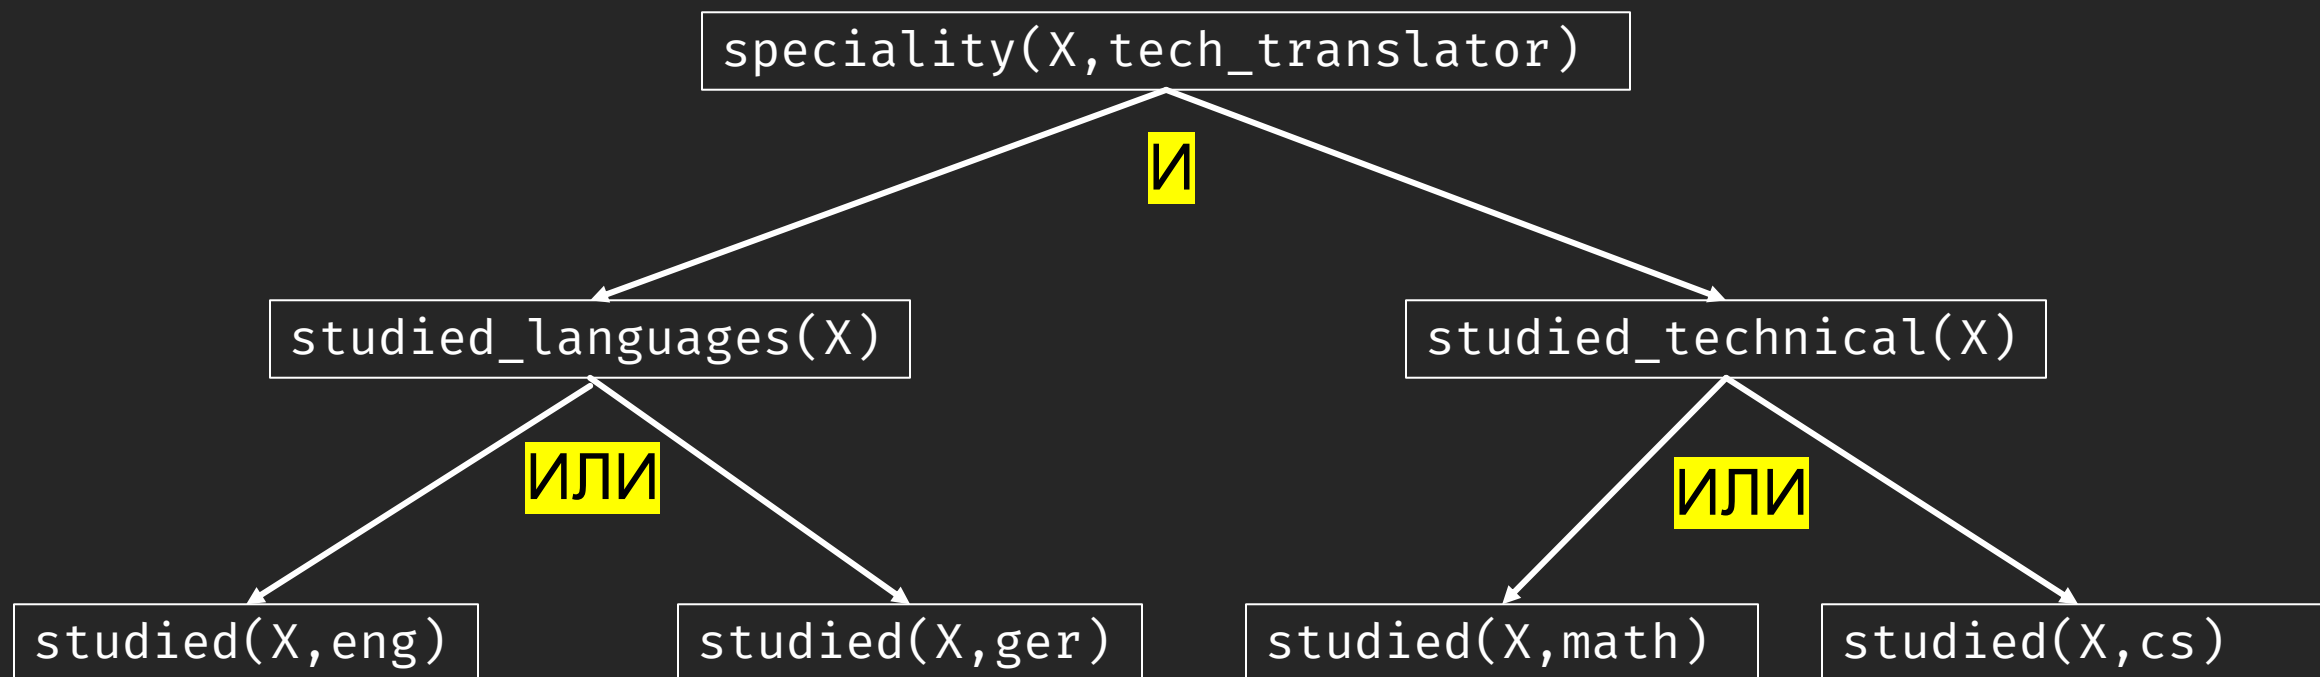 speciality(X,tech_translator)
И
studied_languages(X)
studied_technical(X)
ИЛИ
ИЛИ
studied(X,eng)
studied(X,ger)
studied(X,math)
studied(X,cs)